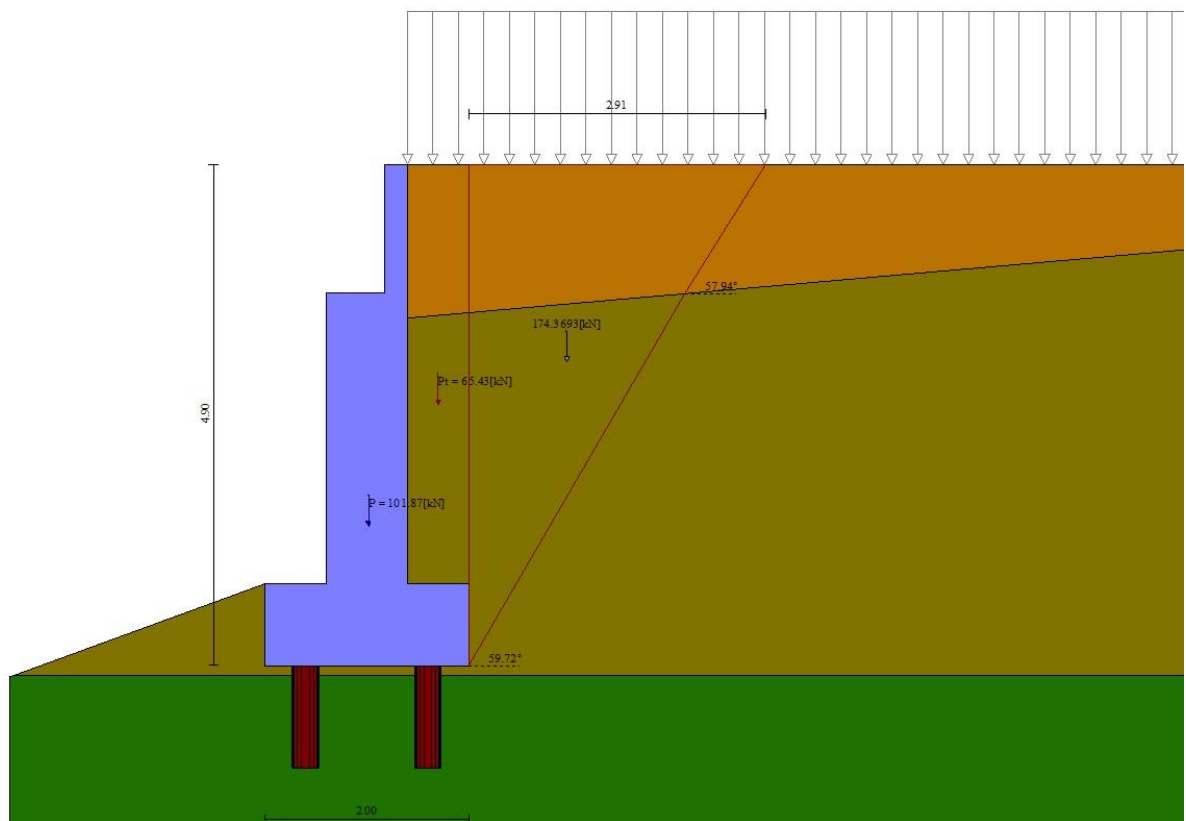 2.91
57.94°
174.3693[kN]
Pt = 65.43[kN]
4.90
P = 101.87[kN]
59.72°
2.00